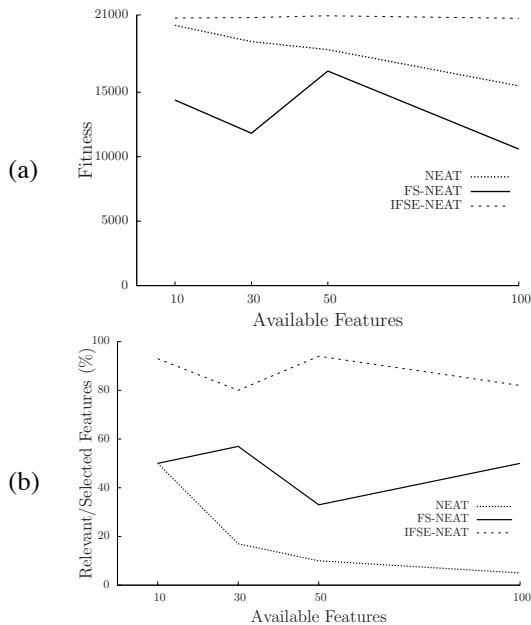 (a)
Fitness
21000
15000
10000
5000
0
10 30 50 100
Available Features
NEAT
FS-NEAT
IFSE-NEAT
(b)
Relevant/Selected Features (%)
100
80
60
40
20
0
10 30 50 100
Available Features
NEAT
FS-NEAT
IFSE-NEAT